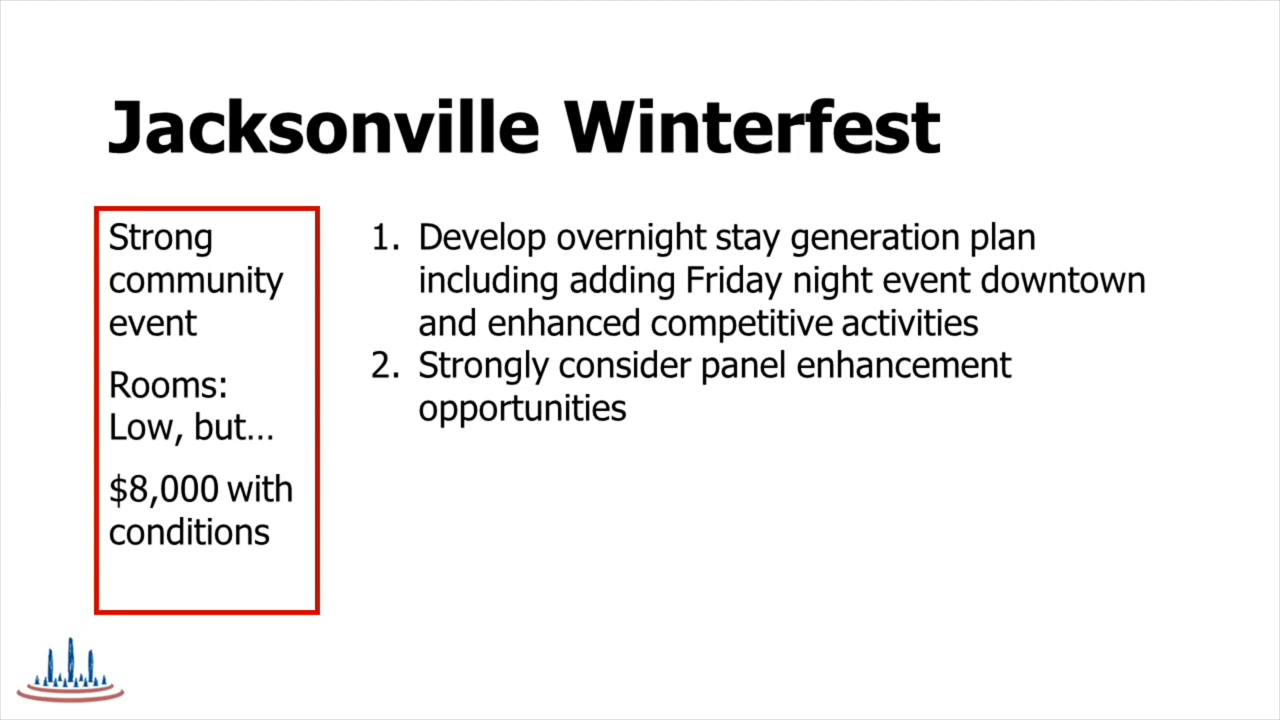 Jacksonville Winterfest
Strong
community
event
Rooms:
Low, but…
$8,000 with
conditions
1. Develop overnight stay generation plan
including adding Friday night event downtown
and enhanced competitive activities
2. Strongly consider panel enhancement
opportunities